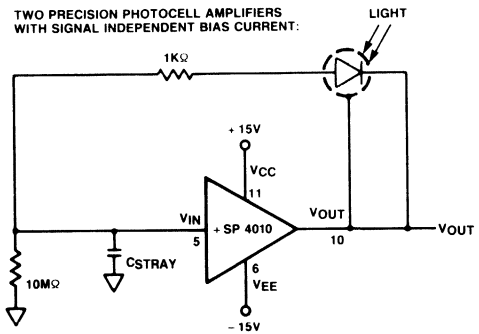 TWO PRECISION PHOTOCELL AMPLIFIERS
WITH SIGNAL INDEPENDENT BIAS CURRENT:
LIGHT
1KΩ
+ 15V
VCC
11
VIN
5
+ SP 4010
VOUT
10
VOUT
CSTRAY
10MΩ
6
VEE
− 15V